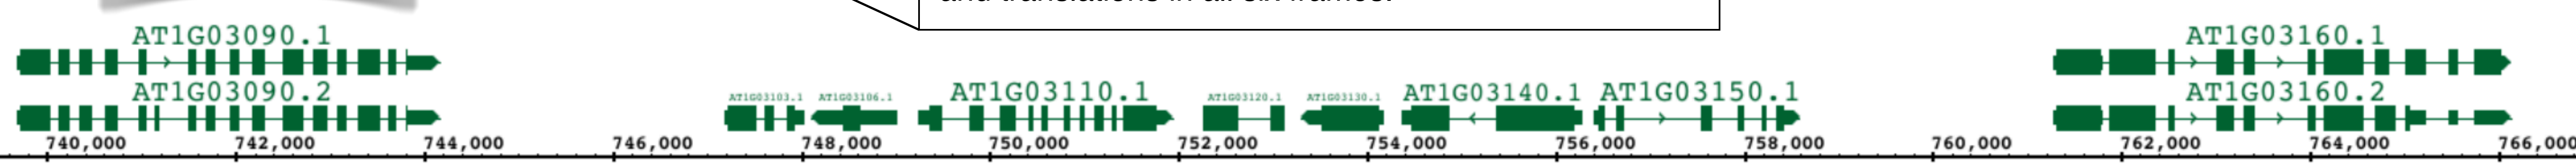 and translations in all six frames.
AT1G03090.1
AT1G03160.1
AT1G03090.2
AT1G03103.1 AT1G03106.1 AT1G03110.1 AT1G03120.1 AT1G03130.1 AT1G03140.1 AT1G03150.1
AT1G03160.2
740,000 742,000 744,000 746,000 748,000 750,000 752,000 754,000 756,000 758,000 760,000 762,000 764,000 766,000